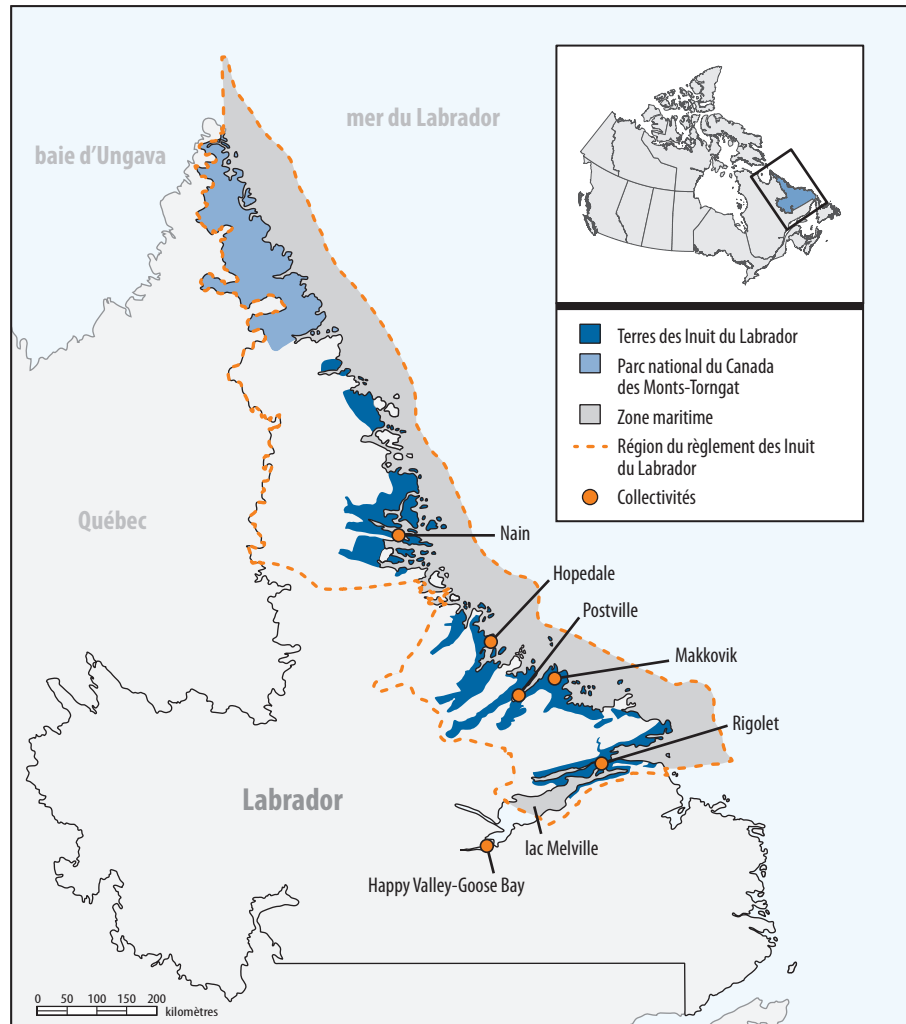 mer du Labrador
baie d'Ungava
Terres des Inuit du Labrador
Parc national du Canada
des Monts-Torngat
Zone maritime
Région du règlement des Inuit
du Labrador
Collectivités
Québec
Nain
Hopedale
Postville
Makkovik
Rigolet
Labrador
lac Melville
Happy Valley-Goose Bay
0 50 100 150 200
kilomètres